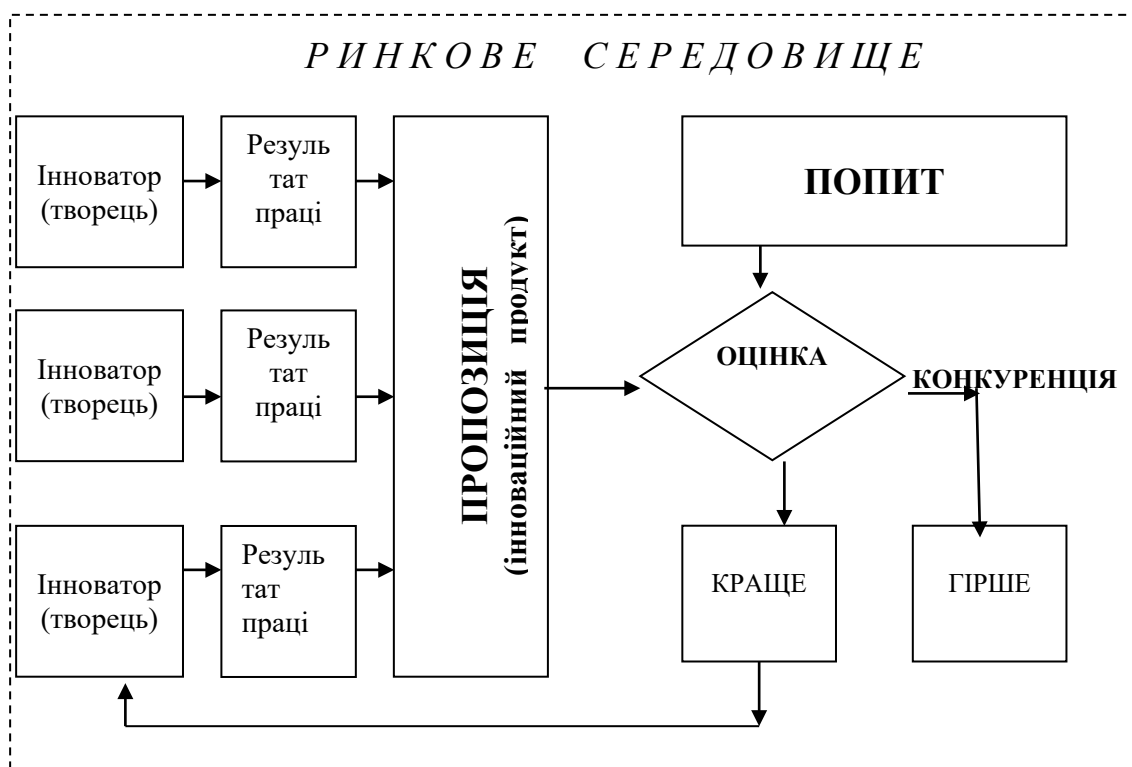 РИНКОВЕ СЕРЕДОВИЩЕ
Інноватор
(творець)
Резуль
тат
праці
Інноватор
(творець)
Резуль
тат
праці
Інноватор
(творець)
Резуль
тат
праці
ПРОПОЗИЦІЯ
(інноваційний продукт)
ПОПИТ
ОЦІНКА
КОНКУРЕНЦІЯ
КРАЩЕ
ГІРШЕ